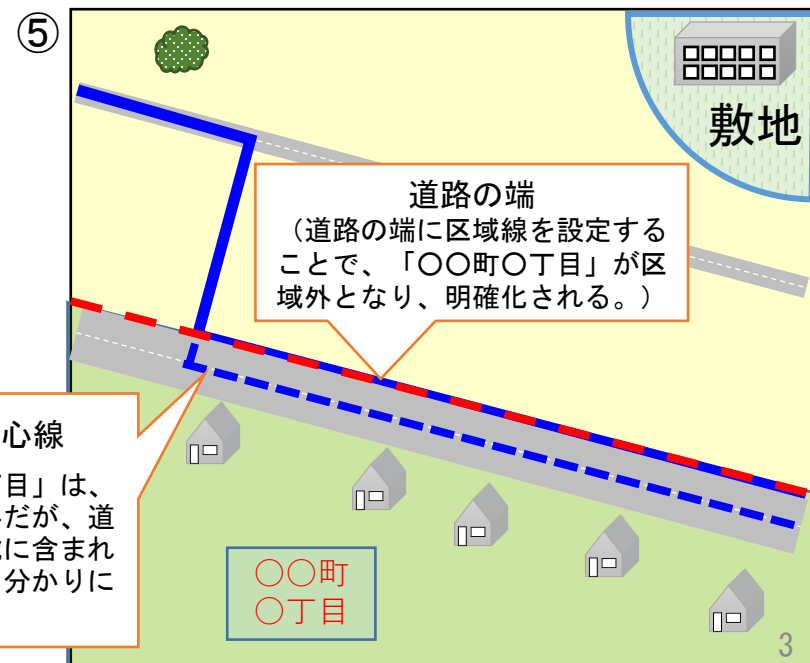 ⑤
敷地
道路の端
（道路の端に区域線を設定する
ことで、「〇〇町〇丁目」が区
域外となり、明確化される。）
心線
目」は、
だが、道
に含まれ
分かりに
〇〇町
〇丁目
3